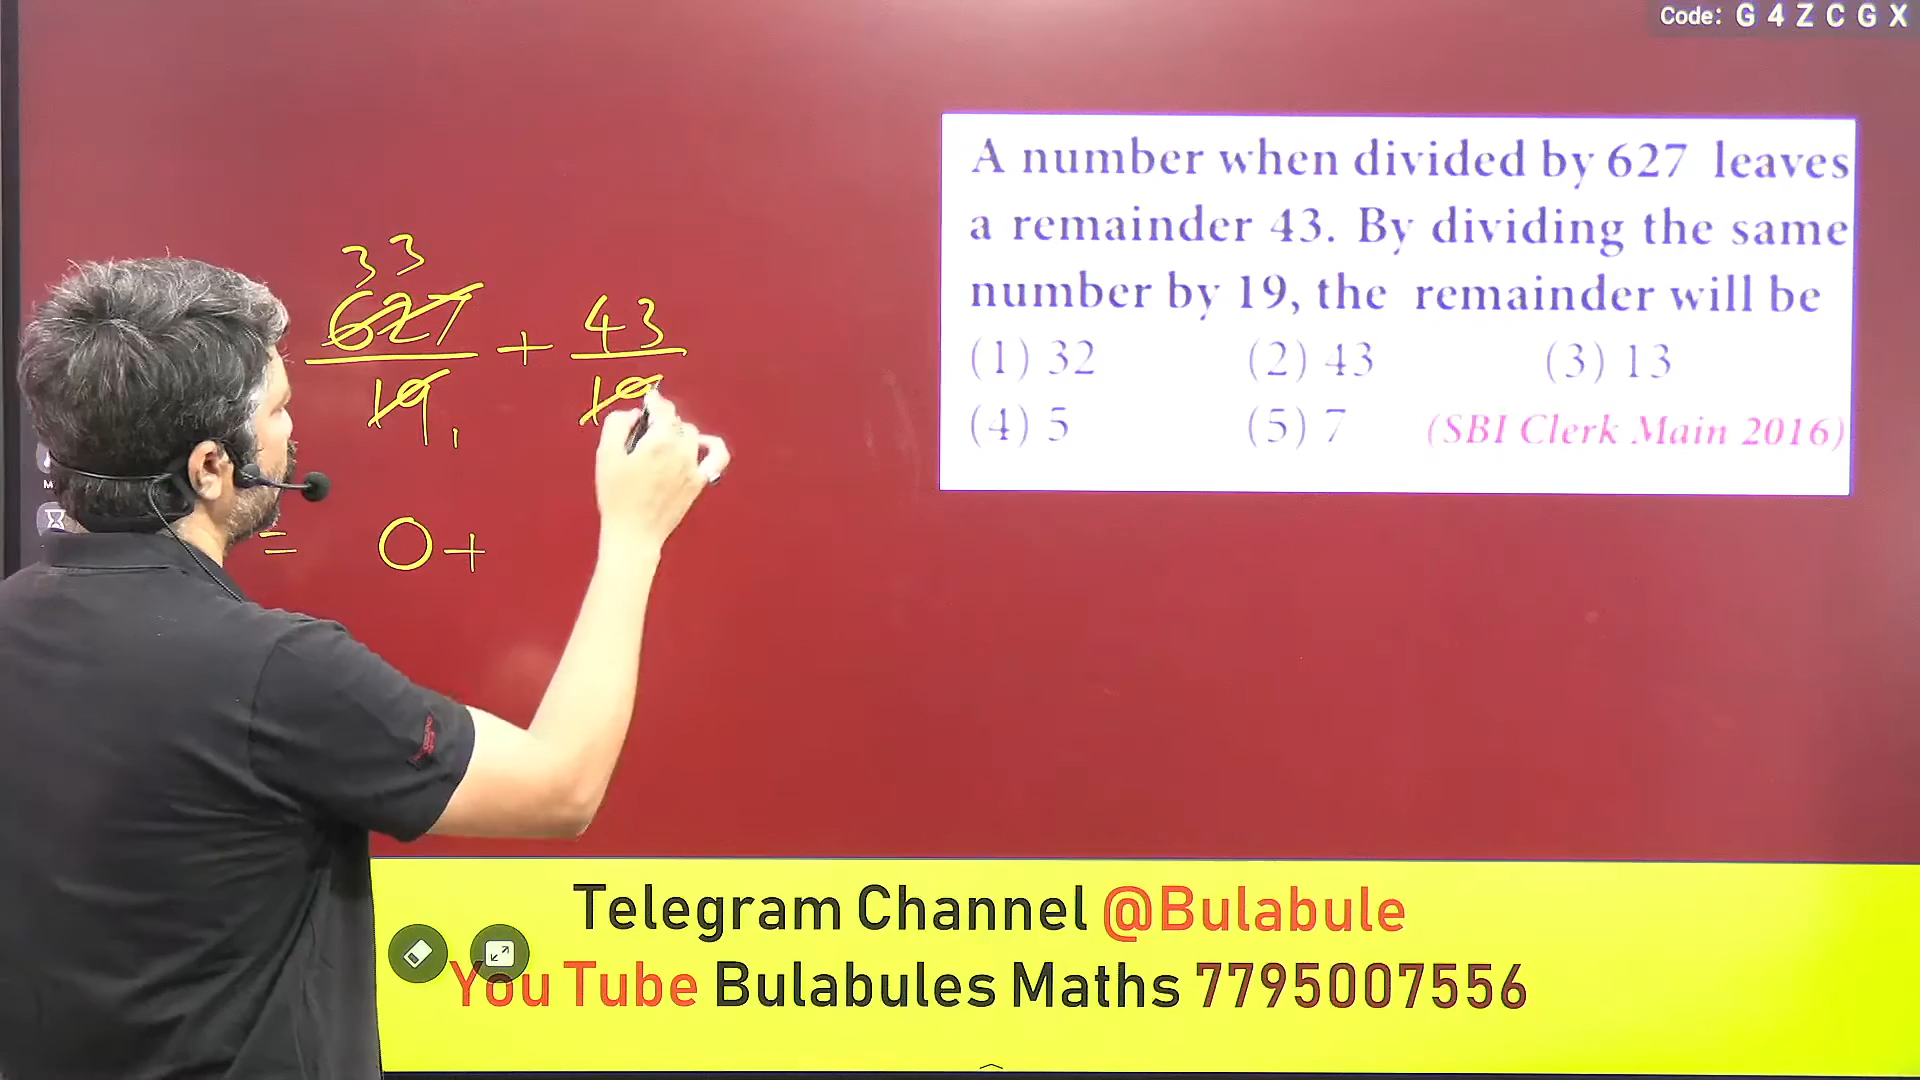 Code: G 4 Z C G X
A number when divided by 627 leaves
a remainder 43. By dividing the same
number by 19, the remainder will be
(1) 32 (2) 43 (3) 13
(4) 5 (5) 7 (SBI Clerk Main 2016)
33
627 + 43
19 19
1
= 0 +
Telegram Channel @Bulabule
You Tube Bulabules Maths 7795007556